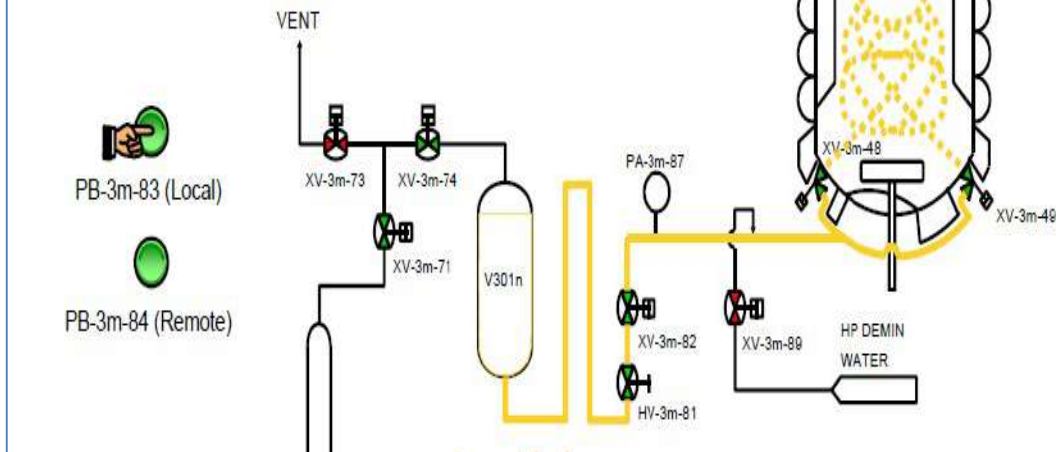 VENT
PB-3m-83 (Local)
PB-3m-84 (Remote)
XV-3m-73
XV-3m-74
XV-3m-71
V301n
PA-3m-87
XV-3m-48
XV-3m-49
XV-3m-82
XV-3m-89
HV-3m-81
HP DEMIN
WATER